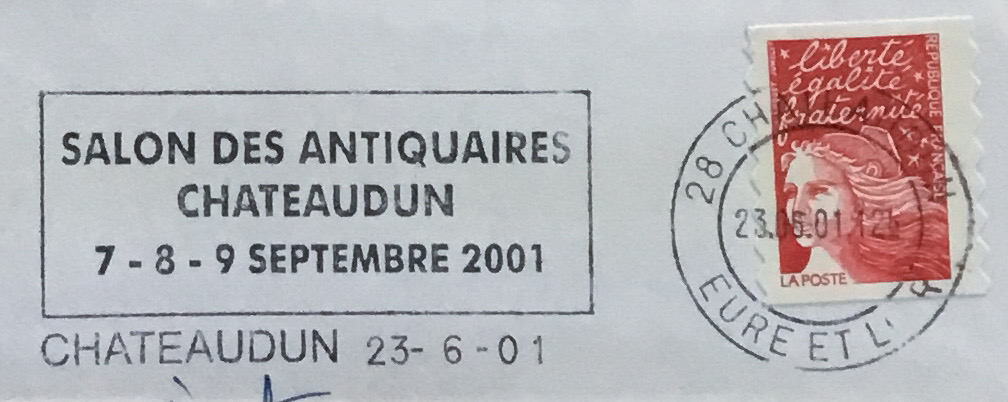 SALON DES ANTIQUAIRES
CHATEAUDUN
7 - 8 - 9 SEPTEMBRE 2001
CHATEAUDUN 23- 6 - 01
liberté
égalité
fraternité
RÉPUBLIQUE FRANÇAISE
LA POSTE
28
23.06.01 12h
EURE ET L.